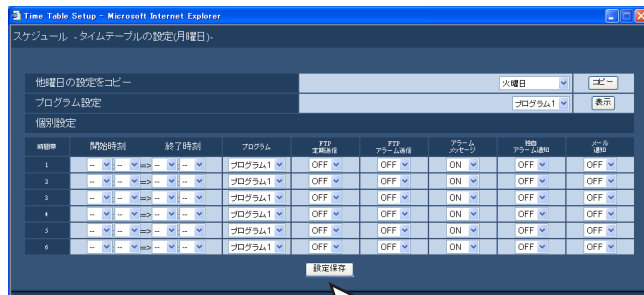 Time Table Setup - Microsoft Internet Explorer
スケジュール -タイムテーブルの設定(月曜日)-
他曜日の設定をコピー 火曜日 コピー
プログラム設定 プログラム1 表示
個別設定
時間帯 開始時刻 終了時刻 プログラム FTP 定期送信 FTP アラーム送信 アラーム メッセージ 独自 アラーム通知 メール 通知
1 -- : -- => -- : -- プログラム1 OFF OFF ON OFF OFF
2 -- : -- => -- : -- プログラム1 OFF OFF ON OFF OFF
3 -- : -- => -- : -- プログラム1 OFF OFF ON OFF OFF
4 -- : -- => -- : -- プログラム1 OFF OFF ON OFF OFF
5 -- : -- => -- : -- プログラム1 OFF OFF ON OFF OFF
6 -- : -- => -- : -- プログラム1 OFF OFF ON OFF OFF
設定保存